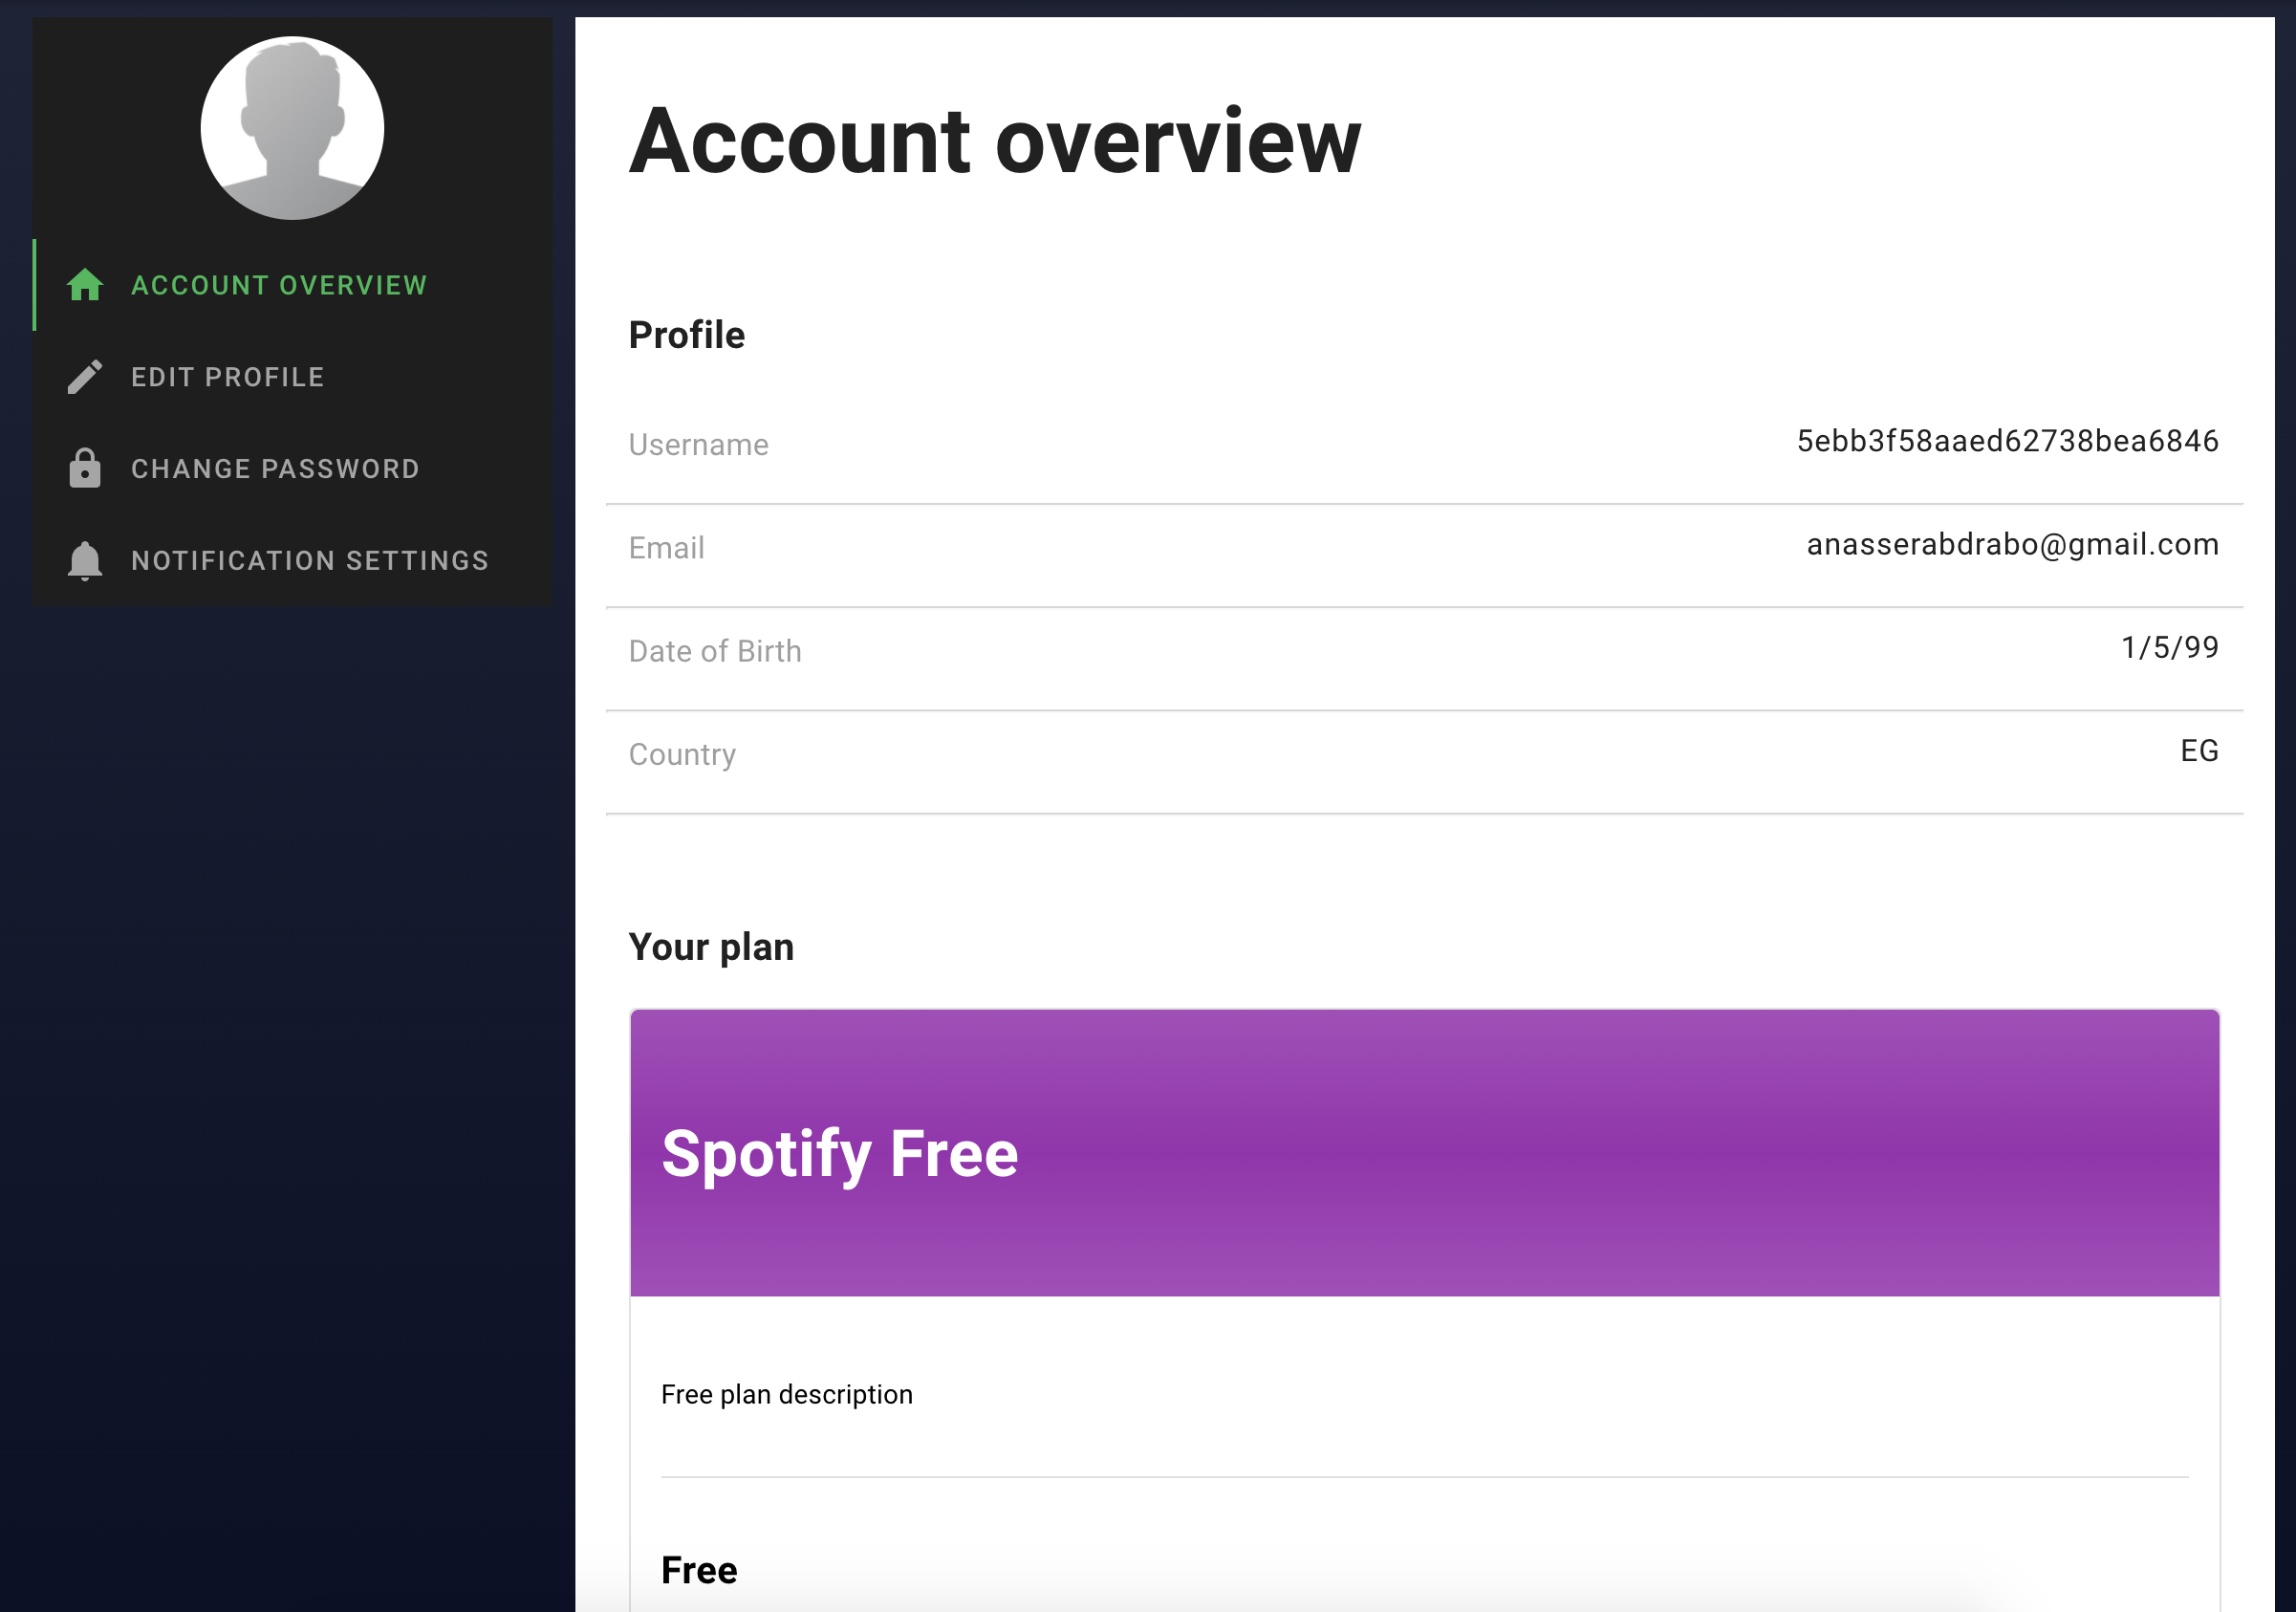 ACCOUNT OVERVIEW
EDIT PROFILE
CHANGE PASSWORD
NOTIFICATION SETTINGS
Account overview
Profile
Username 5ebb3f58aaed62738bea6846
Email anasserabdrabo@gmail.com
Date of Birth 1/5/99
Country EG
Your plan
Spotify Free
Free plan description
Free